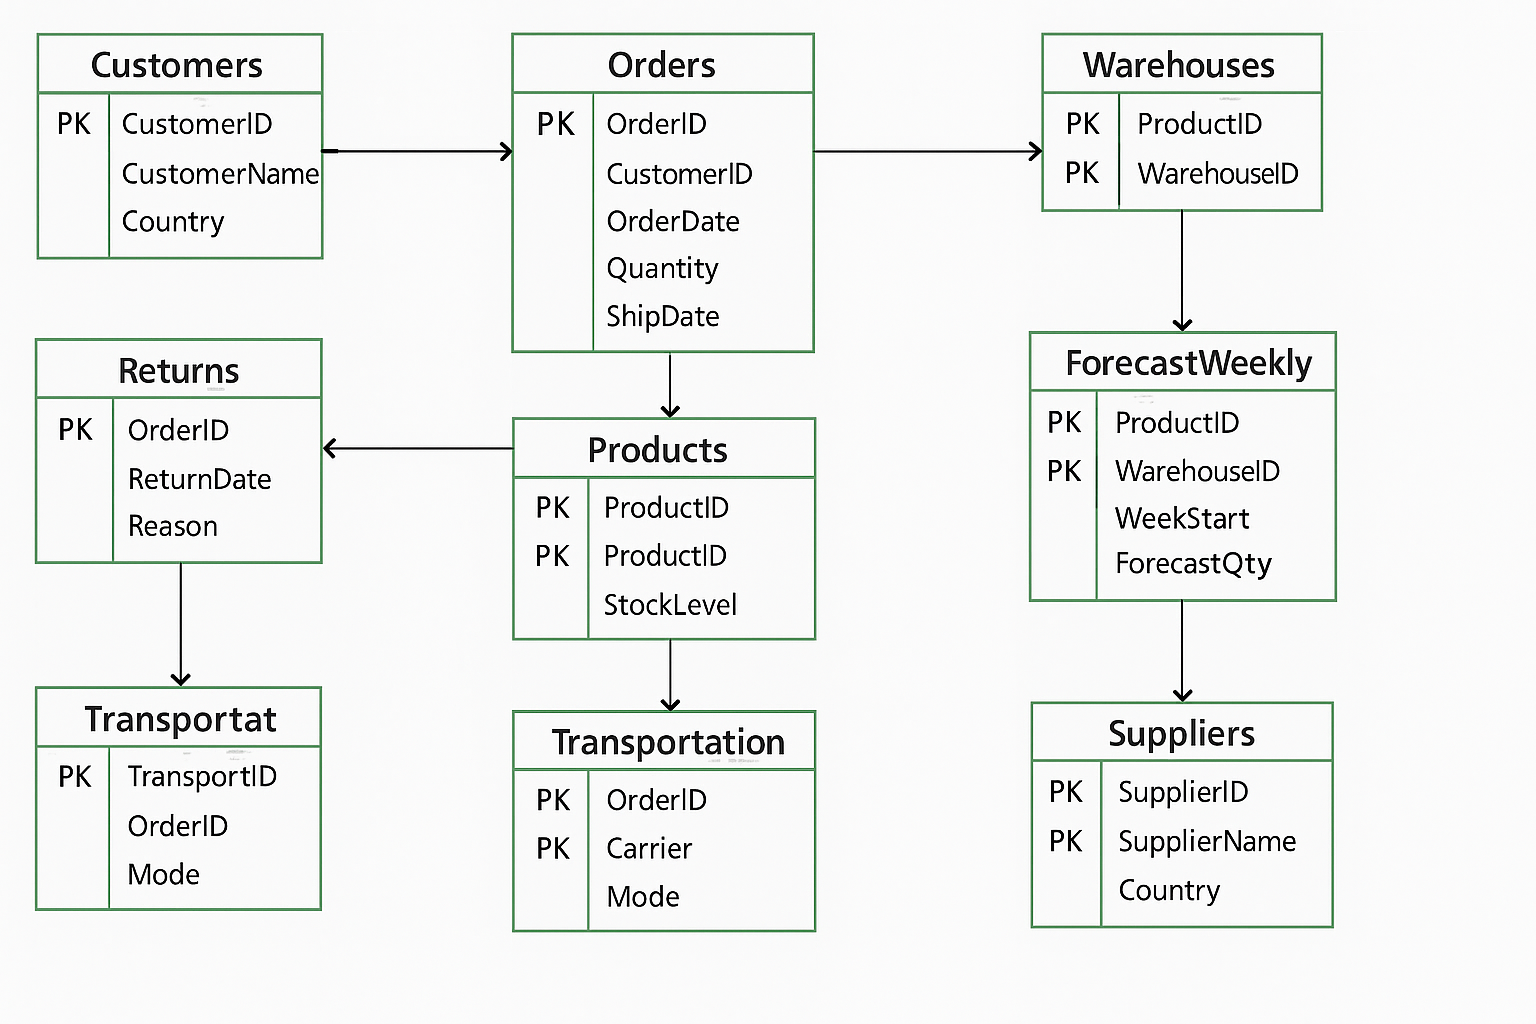 Customers
PK CustomerID
CustomerName
Country
Orders
PK OrderID
CustomerID
OrderDate
Quantity
ShipDate
Warehouses
PK ProductID
PK WarehouseID
Returns
PK OrderID
ReturnDate
Reason
Products
PK ProductID
PK ProductID
StockLevel
ForecastWeekly
PK ProductID
PK WarehouseID
WeekStart
ForecastQty
Transportat
PK TransportID
OrderID
Mode
Transportation
PK OrderID
PK Carrier
Mode
Suppliers
PK SupplierID
PK SupplierName
Country